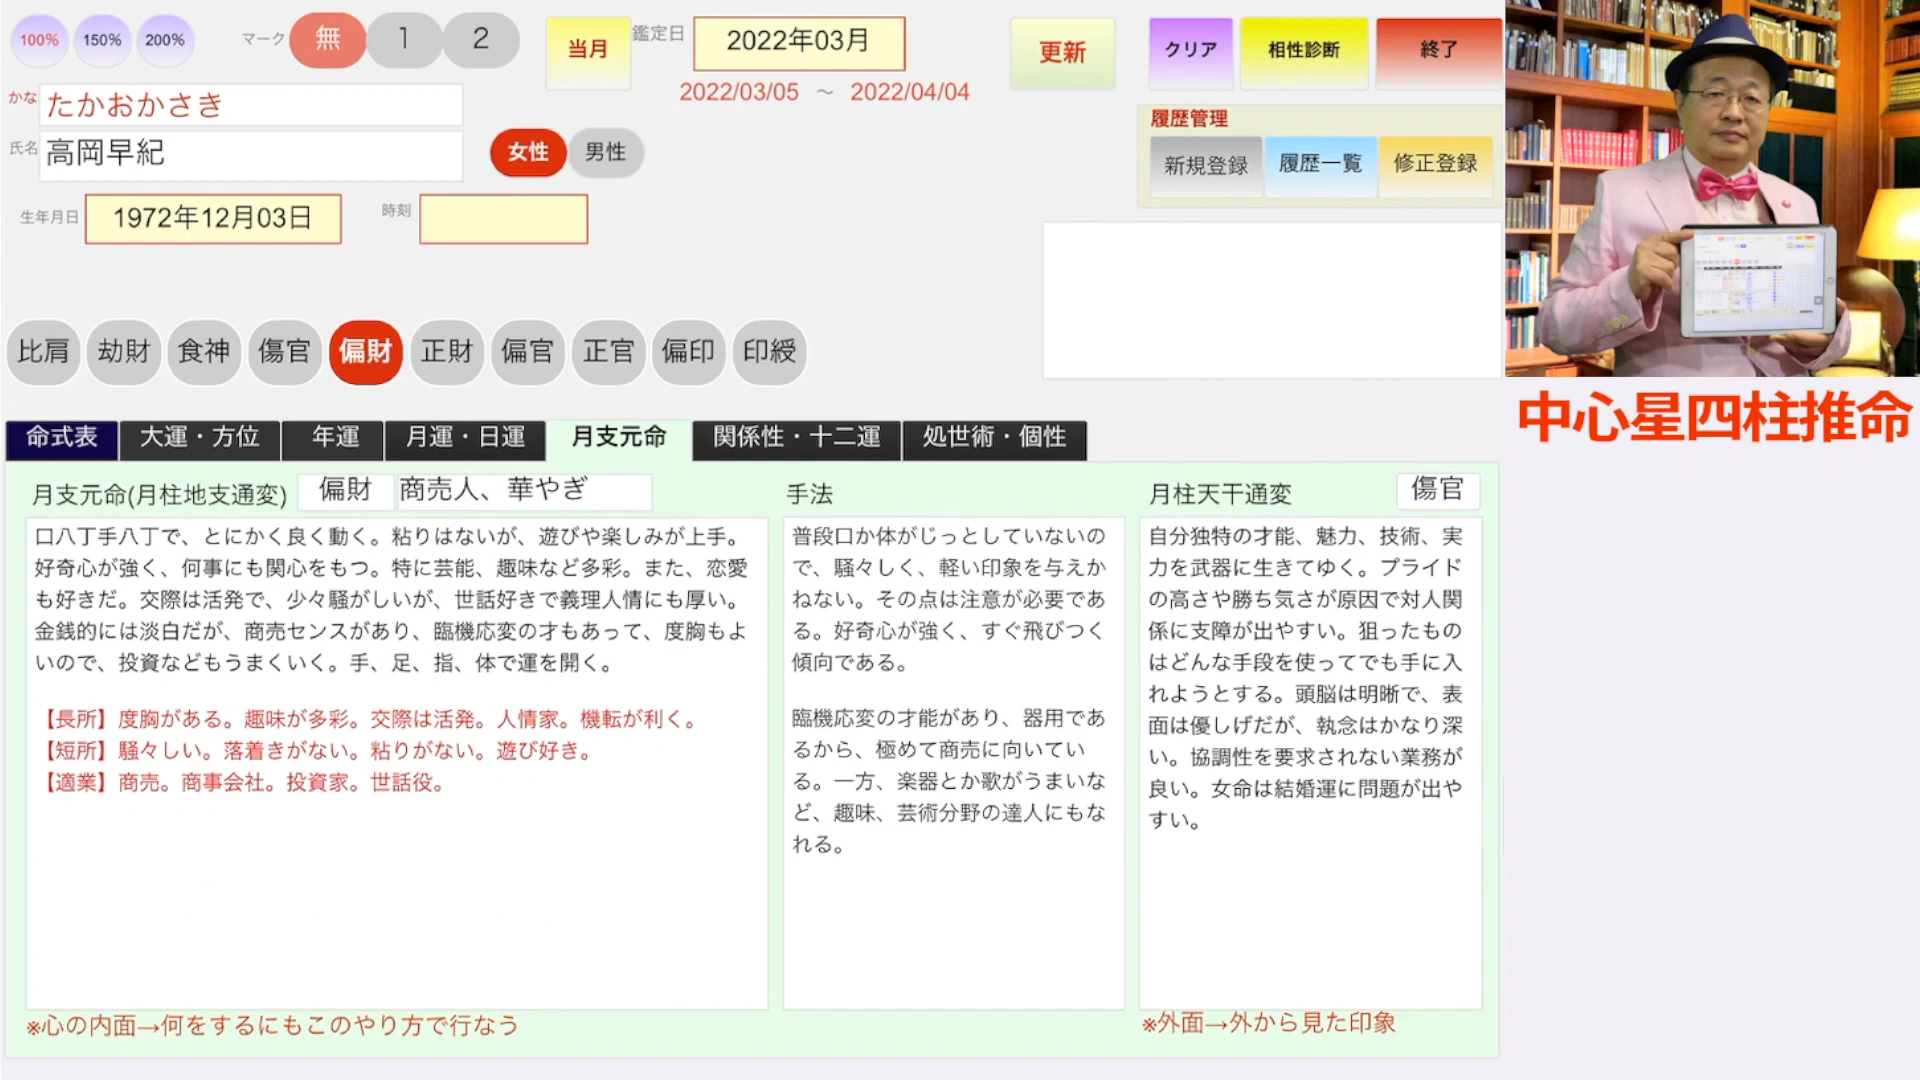 100% 150% 200% マーク 無 1 2 当月 鑑定日 2022年03月 更新 クリア 相性診断 終了
2022/03/05 ～ 2022/04/04
かな たかおかさき
氏名 高岡早紀 女性 男性
履歴管理
新規登録 履歴一覧 修正登録
生年月日 1972年12月03日 時刻
比肩 劫財 食神 傷官 偏財 正財 偏官 正官 偏印 印綬
中心星四柱推命
命式表 大運・方位 年運 月運・日運 月支元命 関係性・十二運 処世術・個性
月支元命(月柱地支通変) 偏財 商売人、華やぎ
口八丁手八丁で、とにかく良く動く。粘りはないが、遊びや楽しみが上手。
好奇心が強く、何事にも関心をもつ。特に芸能、趣味など多彩。また、恋愛
も好きだ。交際は活発で、少々騒がしいが、世話好きで義理人情にも厚い。
金銭的には淡白だが、商売センスがあり、臨機応変の才もあって、度胸もよ
いので、投資などもうまくいく。手、足、指、体で運を開く。
【長所】度胸がある。趣味が多彩。交際は活発。人情家。機転が利く。
【短所】騒々しい。落着きがない。粘りがない。遊び好き。
【適業】商売。商事会社。投資家。世話役。
※心の内面→何をするにもこのやり方で行なう
手法
普段口か体がじっとしていないの
で、騒々しく、軽い印象を与えか
ねない。その点は注意が必要であ
る。好奇心が強く、すぐ飛びつく
傾向である。
臨機応変の才能があり、器用であ
るから、極めて商売に向いてい
る。一方、楽器とか歌がうまいな
ど、趣味、芸術分野の達人にもな
れる。
月柱天干通変 傷官
自分独特の才能、魅力、技術、実
力を武器に生きてゆく。プライド
の高さや勝ち気さが原因で対人関
係に支障が出やすい。狙ったもの
はどんな手段を使ってでも手に入
れようとする。頭脳は明晰で、表
面は優しげだが、執念はかなり深
い。協調性を要求されない業務が
良い。女命は結婚運に問題が出や
すい。
※外面→外から見た印象